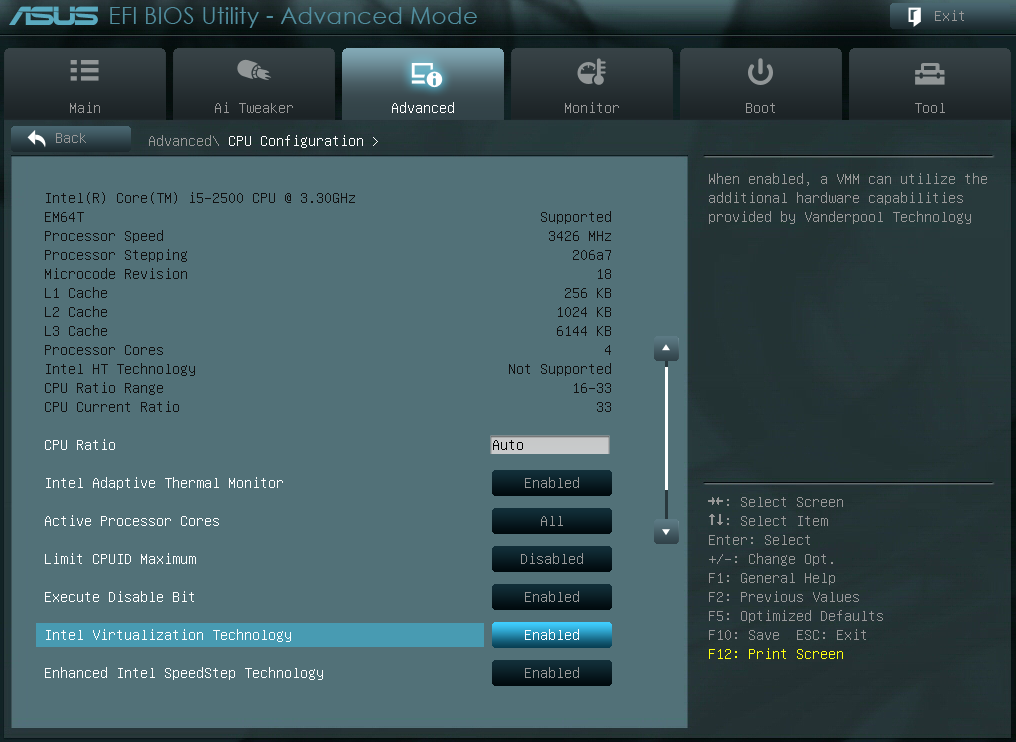 ASUS EFI BIOS Utility - Advanced Mode
Exit
Main
Ai Tweaker
Advanced
Monitor
Boot
Tool
Back
Advanced\ CPU Configuration >
Intel(R) Core(TM) i5-2500 CPU @ 3.30GHz
EM64T Supported
Processor Speed 3426 MHz
Processor Stepping 206a7
Microcode Revision 18
L1 Cache 256 KB
L2 Cache 1024 KB
L3 Cache 6144 KB
Processor Cores 4
Intel HT Technology Not Supported
CPU Ratio Range 16-33
CPU Current Ratio 33
CPU Ratio Auto
Intel Adaptive Thermal Monitor Enabled
Active Processor Cores All
Limit CPUID Maximum Disabled
Execute Disable Bit Enabled
Intel Virtualization Technology Enabled
Enhanced Intel SpeedStep Technology Enabled
When enabled, a VMM can utilize the
additional hardware capabilities
provided by Vanderpool Technology
→←: Select Screen
↑↓: Select Item
Enter: Select
+/-: Change Opt.
F1: General Help
F2: Previous Values
F5: Optimized Defaults
F10: Save ESC: Exit
F12: Print Screen